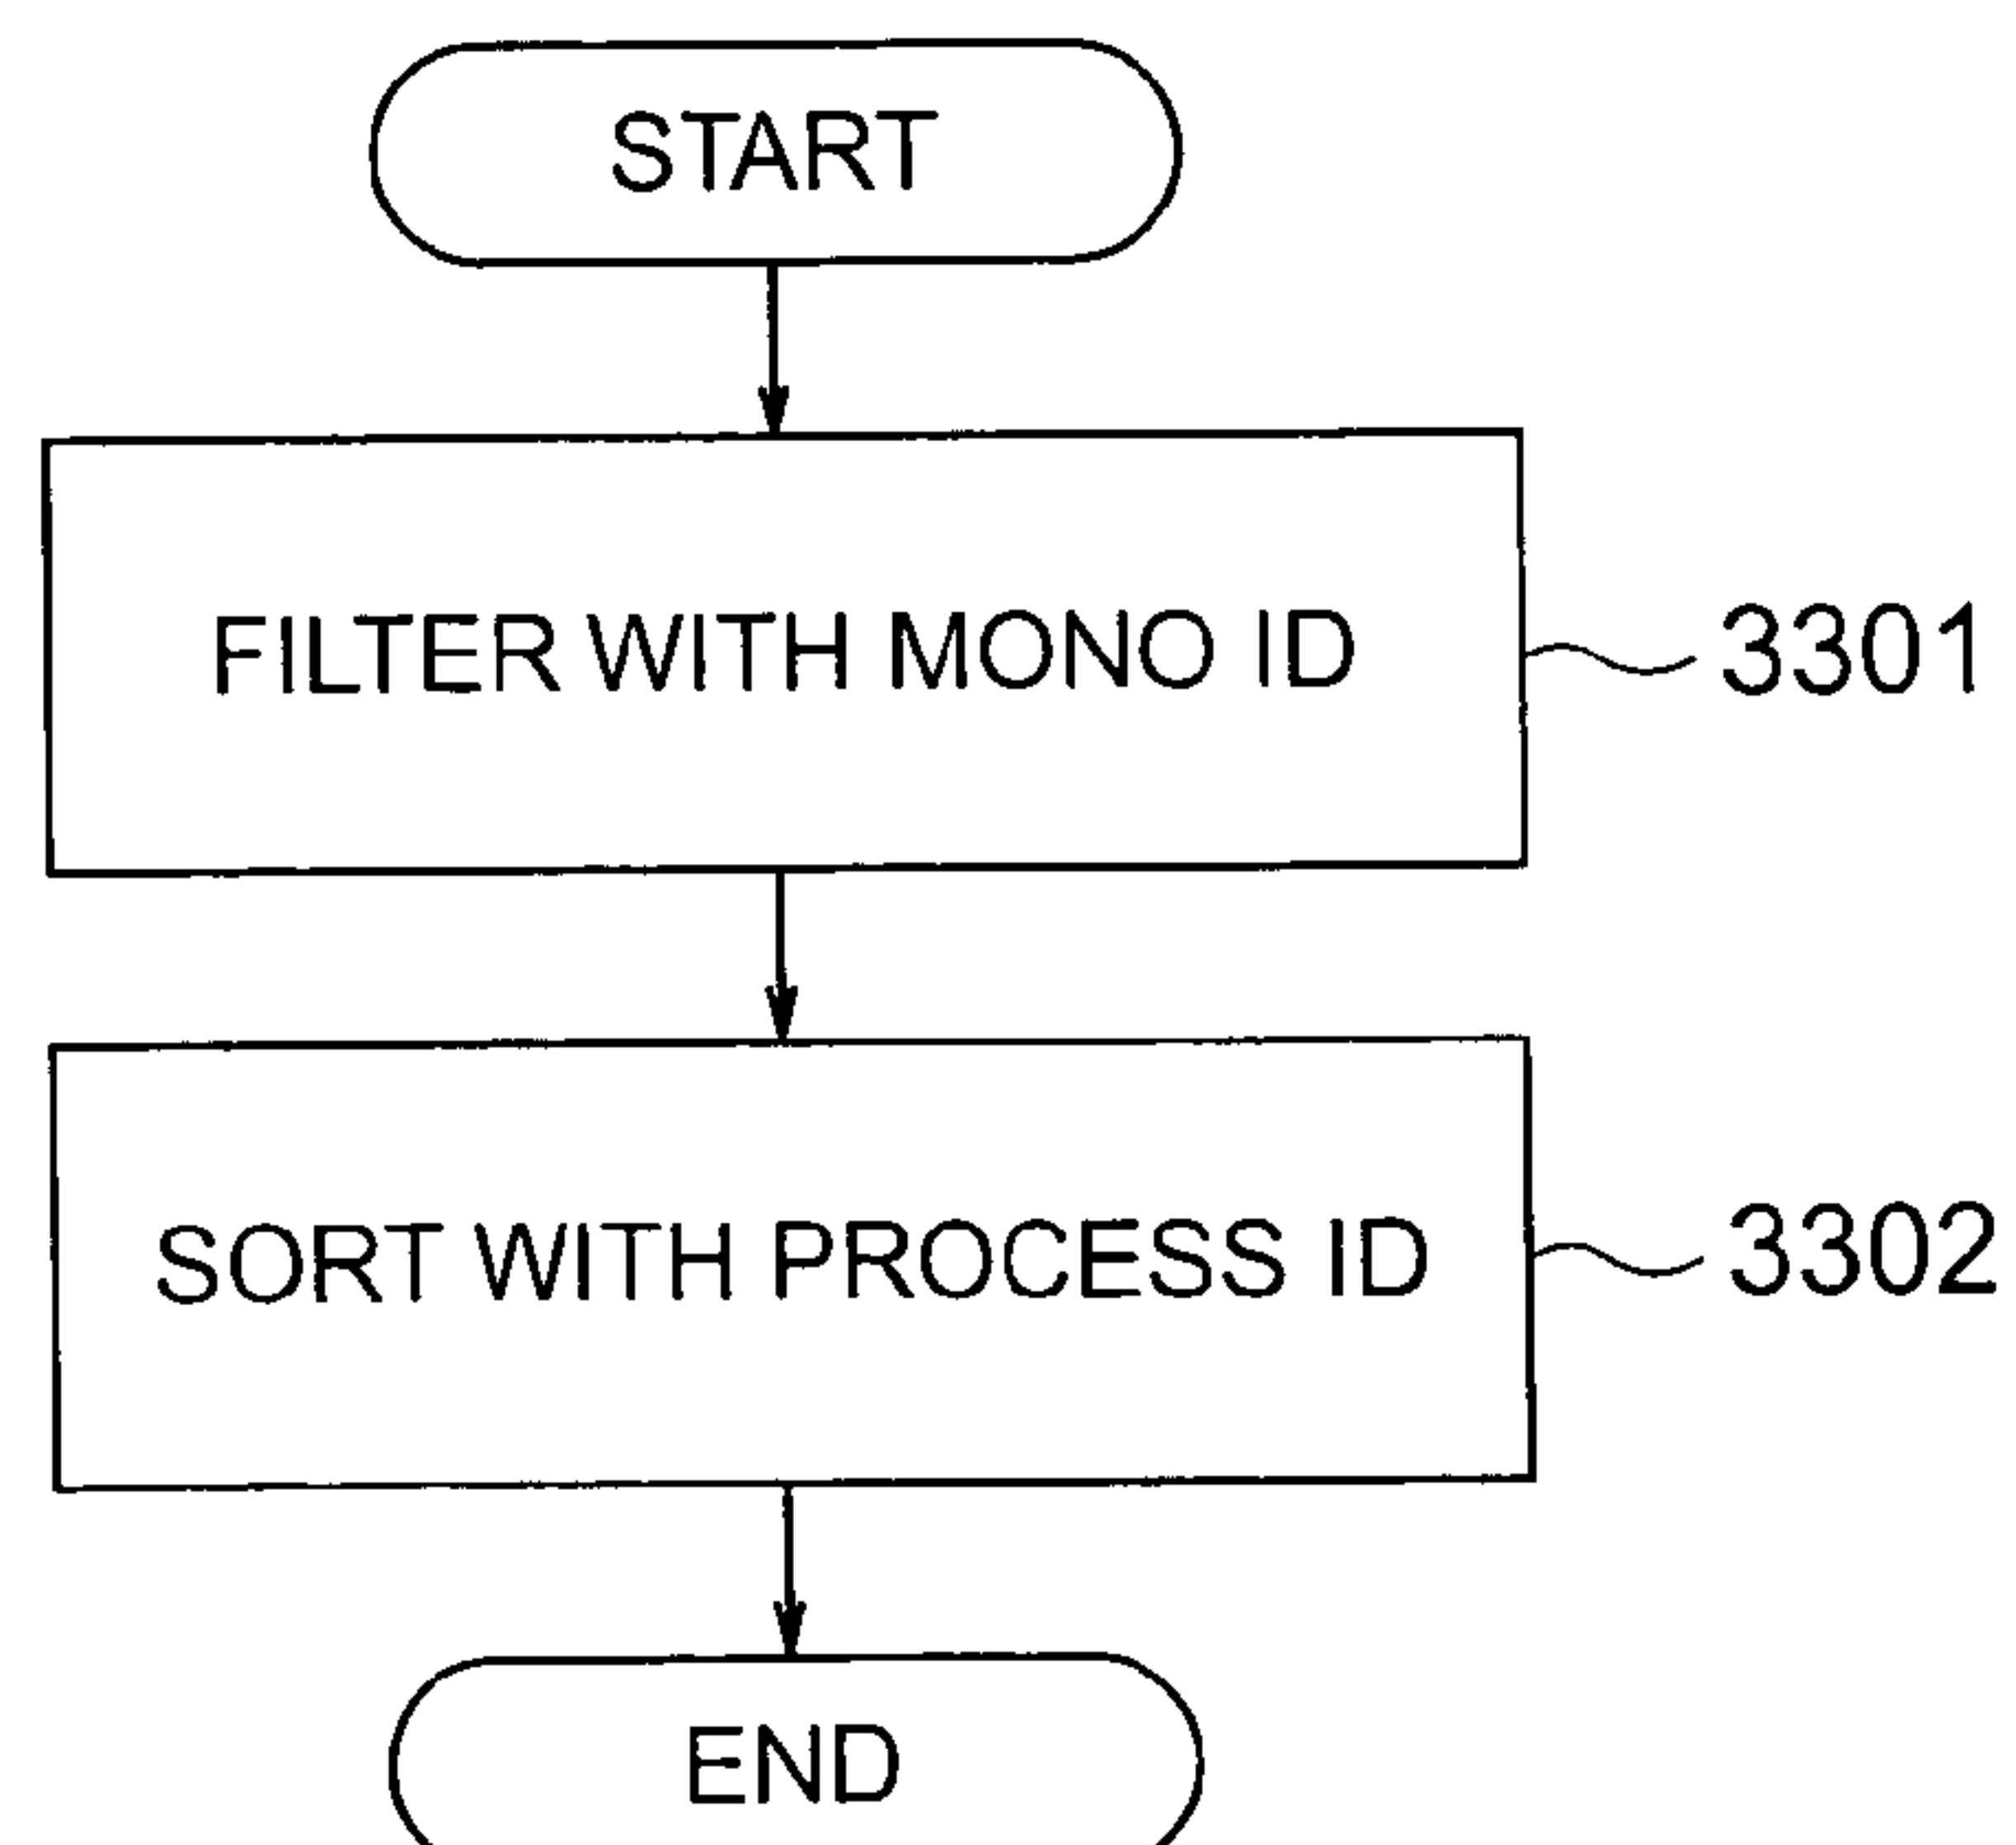 START
FILTER WITH MONO ID
3301
SORT WITH PROCESS ID
3302
END